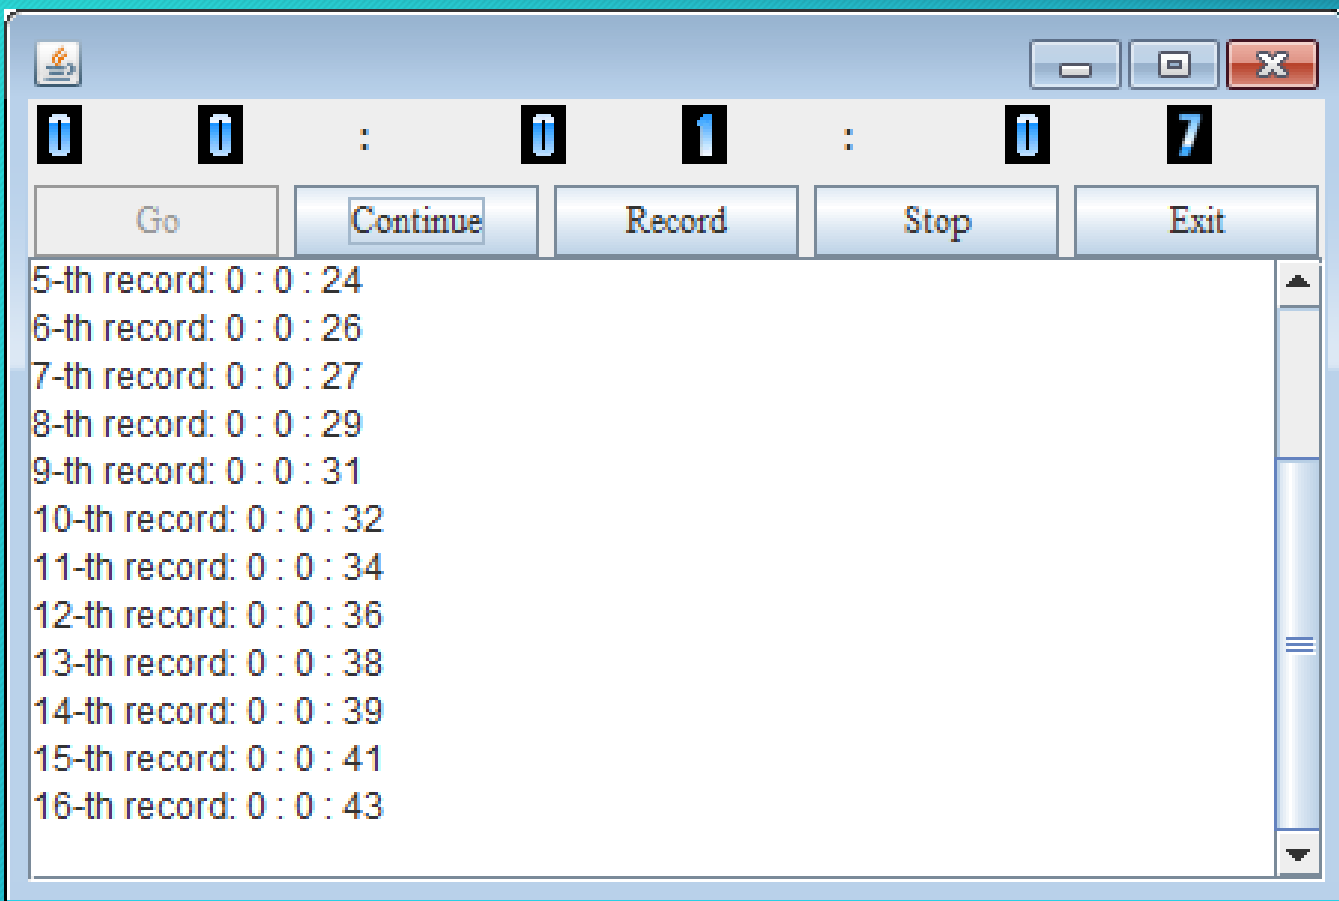 0 0 : 0 1 : 0 7
Go Continue Record Stop Exit
5-th record: 0 : 0 : 24
6-th record: 0 : 0 : 26
7-th record: 0 : 0 : 27
8-th record: 0 : 0 : 29
9-th record: 0 : 0 : 31
10-th record: 0 : 0 : 32
11-th record: 0 : 0 : 34
12-th record: 0 : 0 : 36
13-th record: 0 : 0 : 38
14-th record: 0 : 0 : 39
15-th record: 0 : 0 : 41
16-th record: 0 : 0 : 43